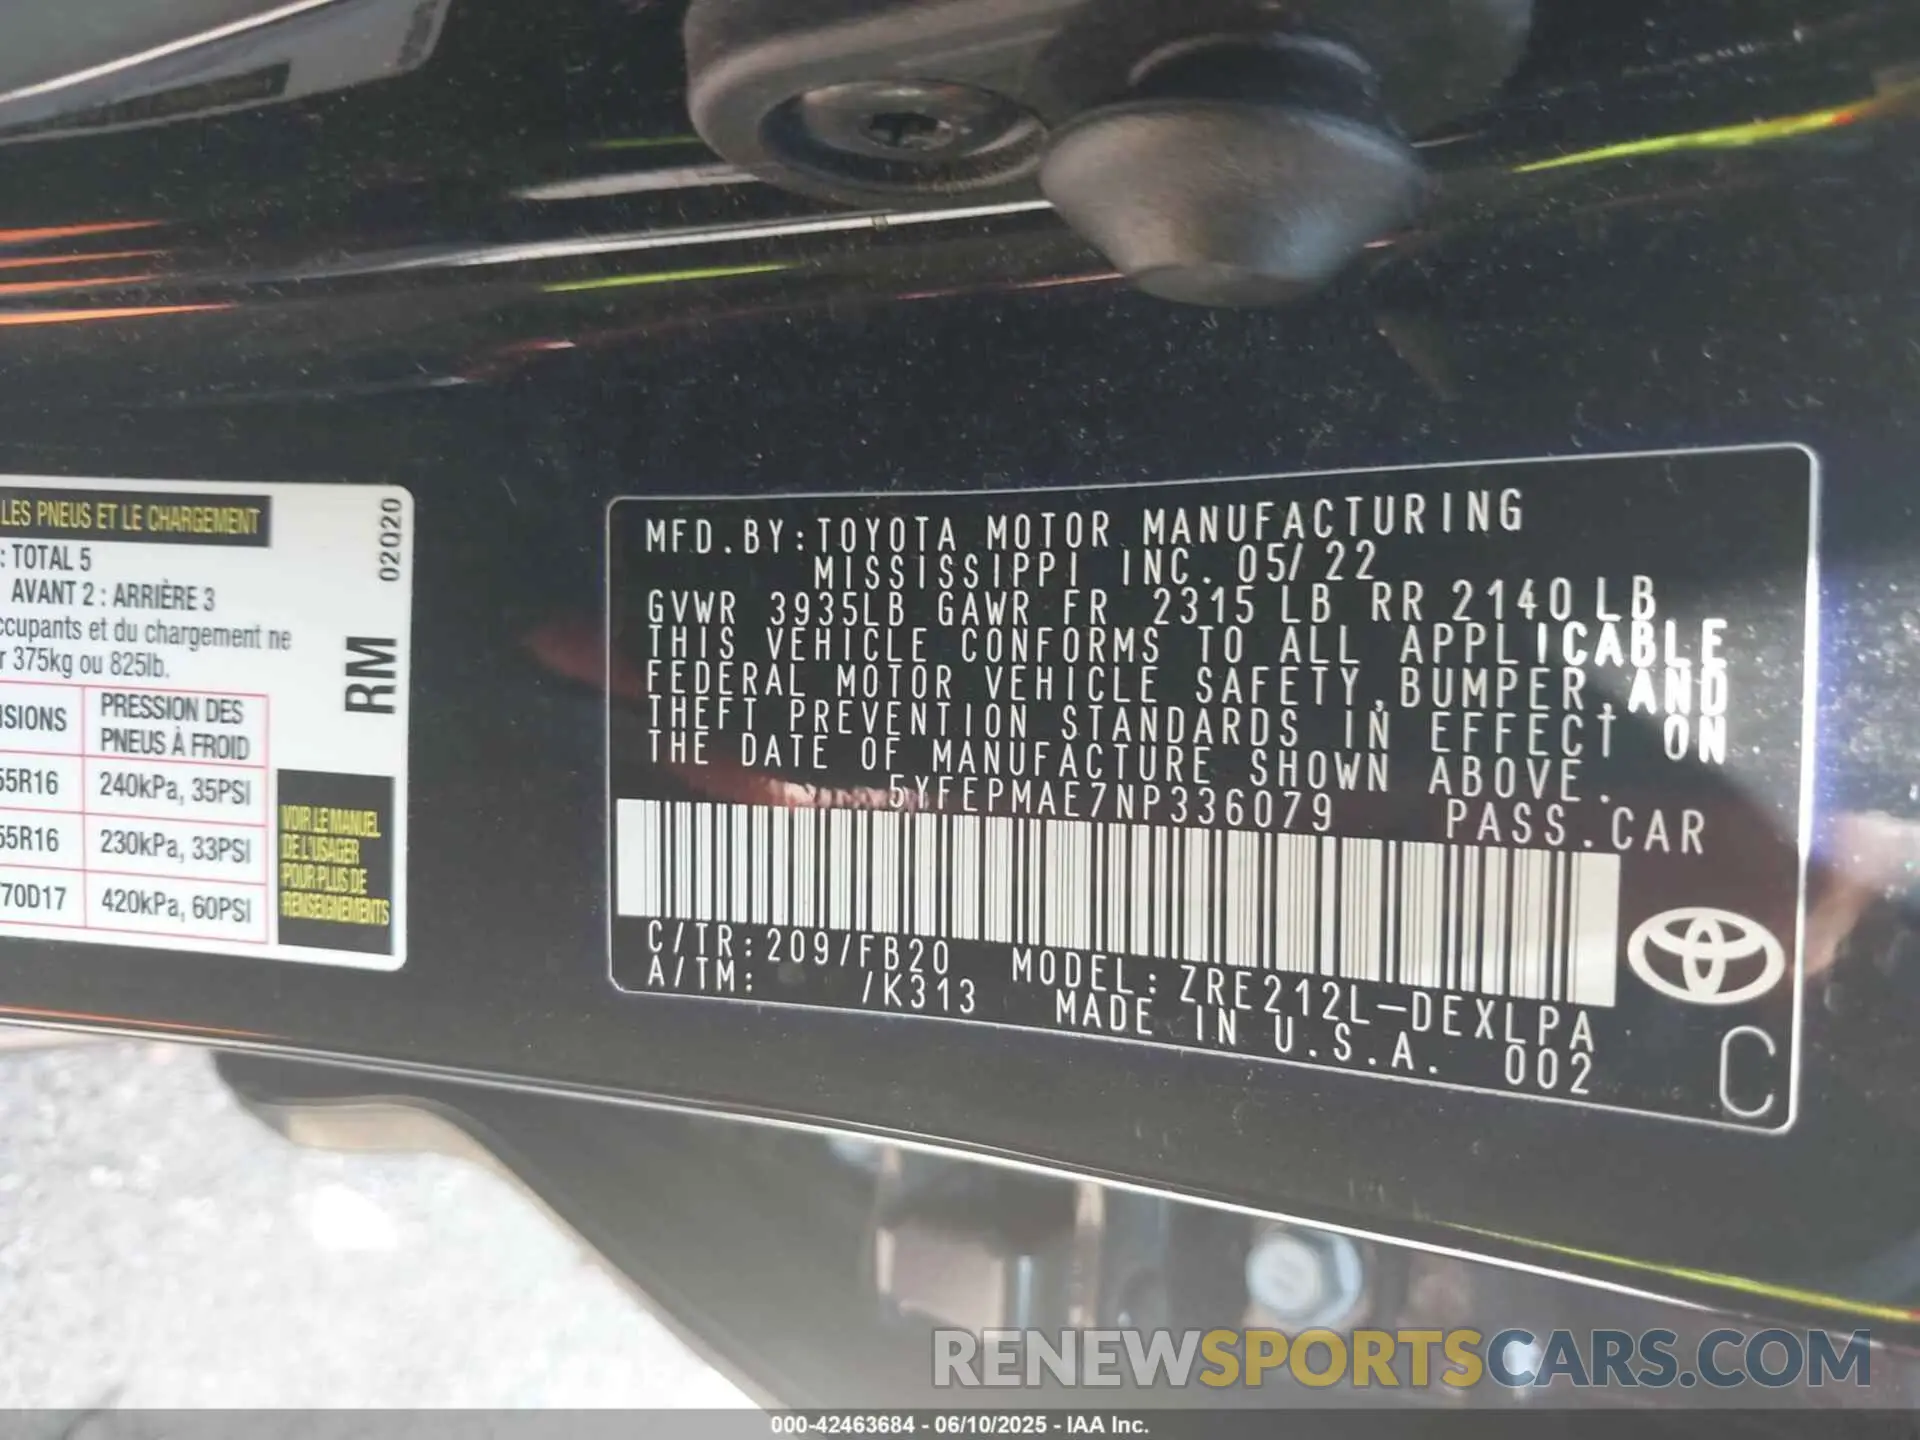 LES PNEUS ET LE CHARGEMENT
: TOTAL 5
AVANT 2 : ARRIÈRE 3
ccupants et du chargement ne
r 375kg ou 825lb.
ISIONS
PRESSION DES
PNEUS À FROID
55R16 240kPa, 35PSI
55R16 230kPa, 33PSI
70D17 420kPa, 60PSI
02020
RM
VOIR LE MANUEL
DE L'USAGER
POUR PLUS DE
RENSEIGNEMENTS
MFD.BY:TOYOTA MOTOR MANUFACTURING
MISSISSIPPI INC. 05/22
GVWR 3935LB GAWR FR 2315LB RR 2140LB
THIS VEHICLE CONFORMS TO ALL APPLICABLE
FEDERAL MOTOR VEHICLE SAFETY,BUMPER,AND
THEFT PREVENTION STANDARDS IN EFFECT ON
THE DATE OF MANUFACTURE SHOWN ABOVE.
5YFEPMAE7NP336079 PASS.CAR
C/TR:209/FB20 MODEL:ZRE212L-DEXLPA
A/TM: /K313 MADE IN U.S.A. 002
C
RENEWSPORTSCARS.COM
000-42463684 - 06/10/2025 - IAA Inc.